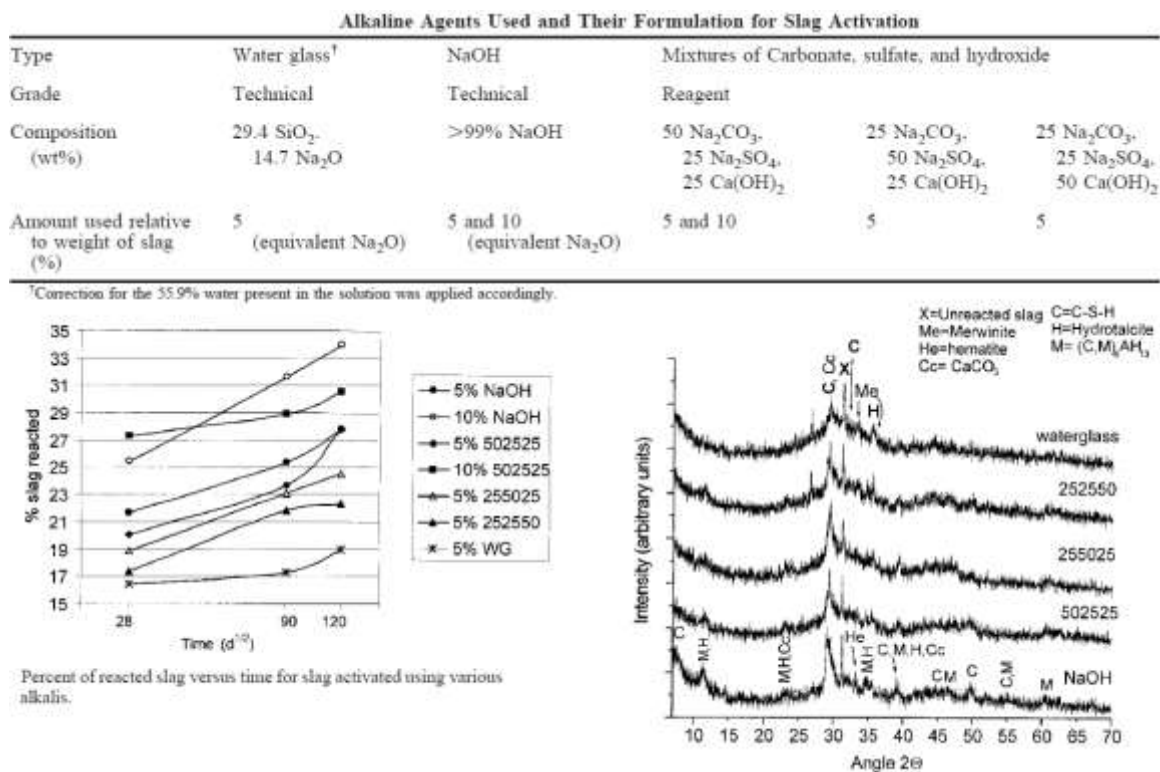 Alkaline Agents Used and Their Formulation for Slag Activation
Type Water glass† NaOH Mixtures of Carbonate, sulfate, and hydroxide
Grade Technical Technical Reagent
Composition 29.4 SiO2- >99% NaOH 50 Na2CO3- 25 Na2CO3- 25 Na2CO3-
(wt%) 14.7 Na2O 25 Na2SO4- 50 Na2SO4- 25 Na2SO4-
25 Ca(OH)2 25 Ca(OH)2 50 Ca(OH)2
Amount used relative 5 5 and 10 5 and 10 5 5
to weight of slag (equivalent Na2O) (equivalent Na2O)
(%)
†Correction for the 55.9% water present in the solution was applied accordingly.
35
33
31
29
27
25
23
21
19
17
15
% slag reacted
28 90 120
Time (d^1/2)
5% NaOH
10% NaOH
5% 502525
10% 502525
5% 255025
5% 252550
5% WG
Percent of reacted slag versus time for slag activated using various
alkalis.
X=Unreacted slag C=C-S-H
Me=Merwinite H=Hydrotalcite
He=hematite M= (C,M)4AH13
Cc= CaCO3
C, Cc
X
C
Me
H
waterglass
252550
255025
502525
NaOH
C
M,H
M,H,Cc
He
M,H
C,M,H,Cc
C M
C
C,M
M
Intensity (arbitrary units)
10 15 20 25 30 35 40 45 50 55 60 65 70
Angle 2Θ